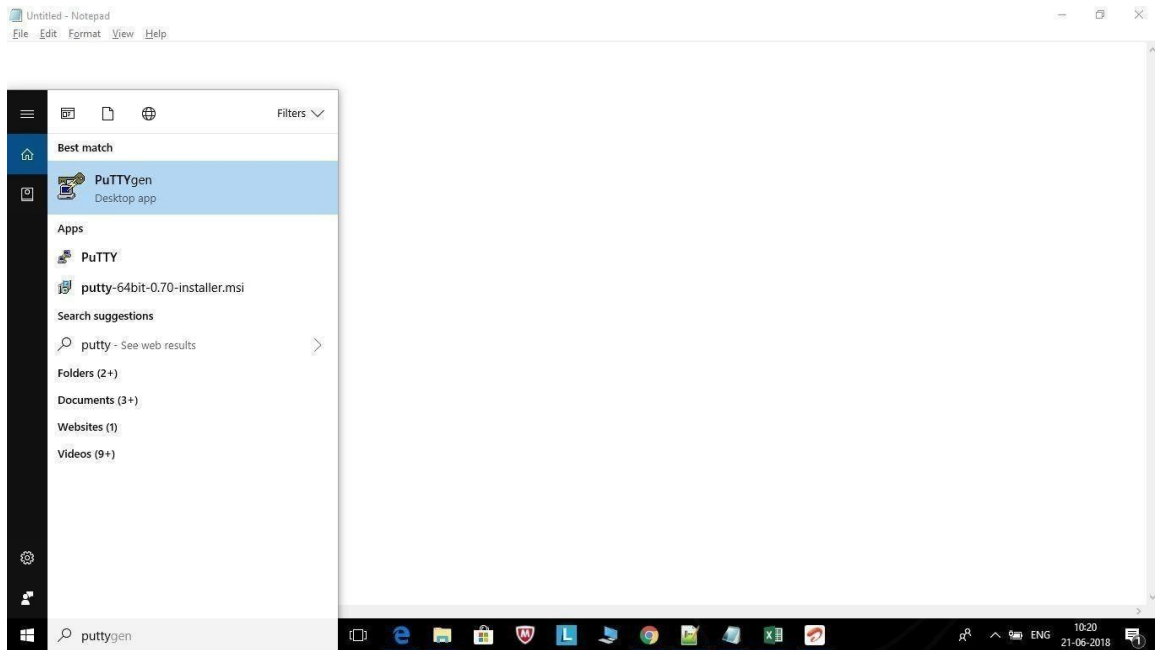 Untitled - Notepad
File Edit Format View Help
Filters
Best match
PuTTYgen
Desktop app
Apps
PuTTY
putty-64bit-0.70-installer.msi
Search suggestions
putty - See web results
Folders (2+)
Documents (3+)
Websites (1)
Videos (9+)
puttygen
L
ENG
10:20
21-06-2018
1